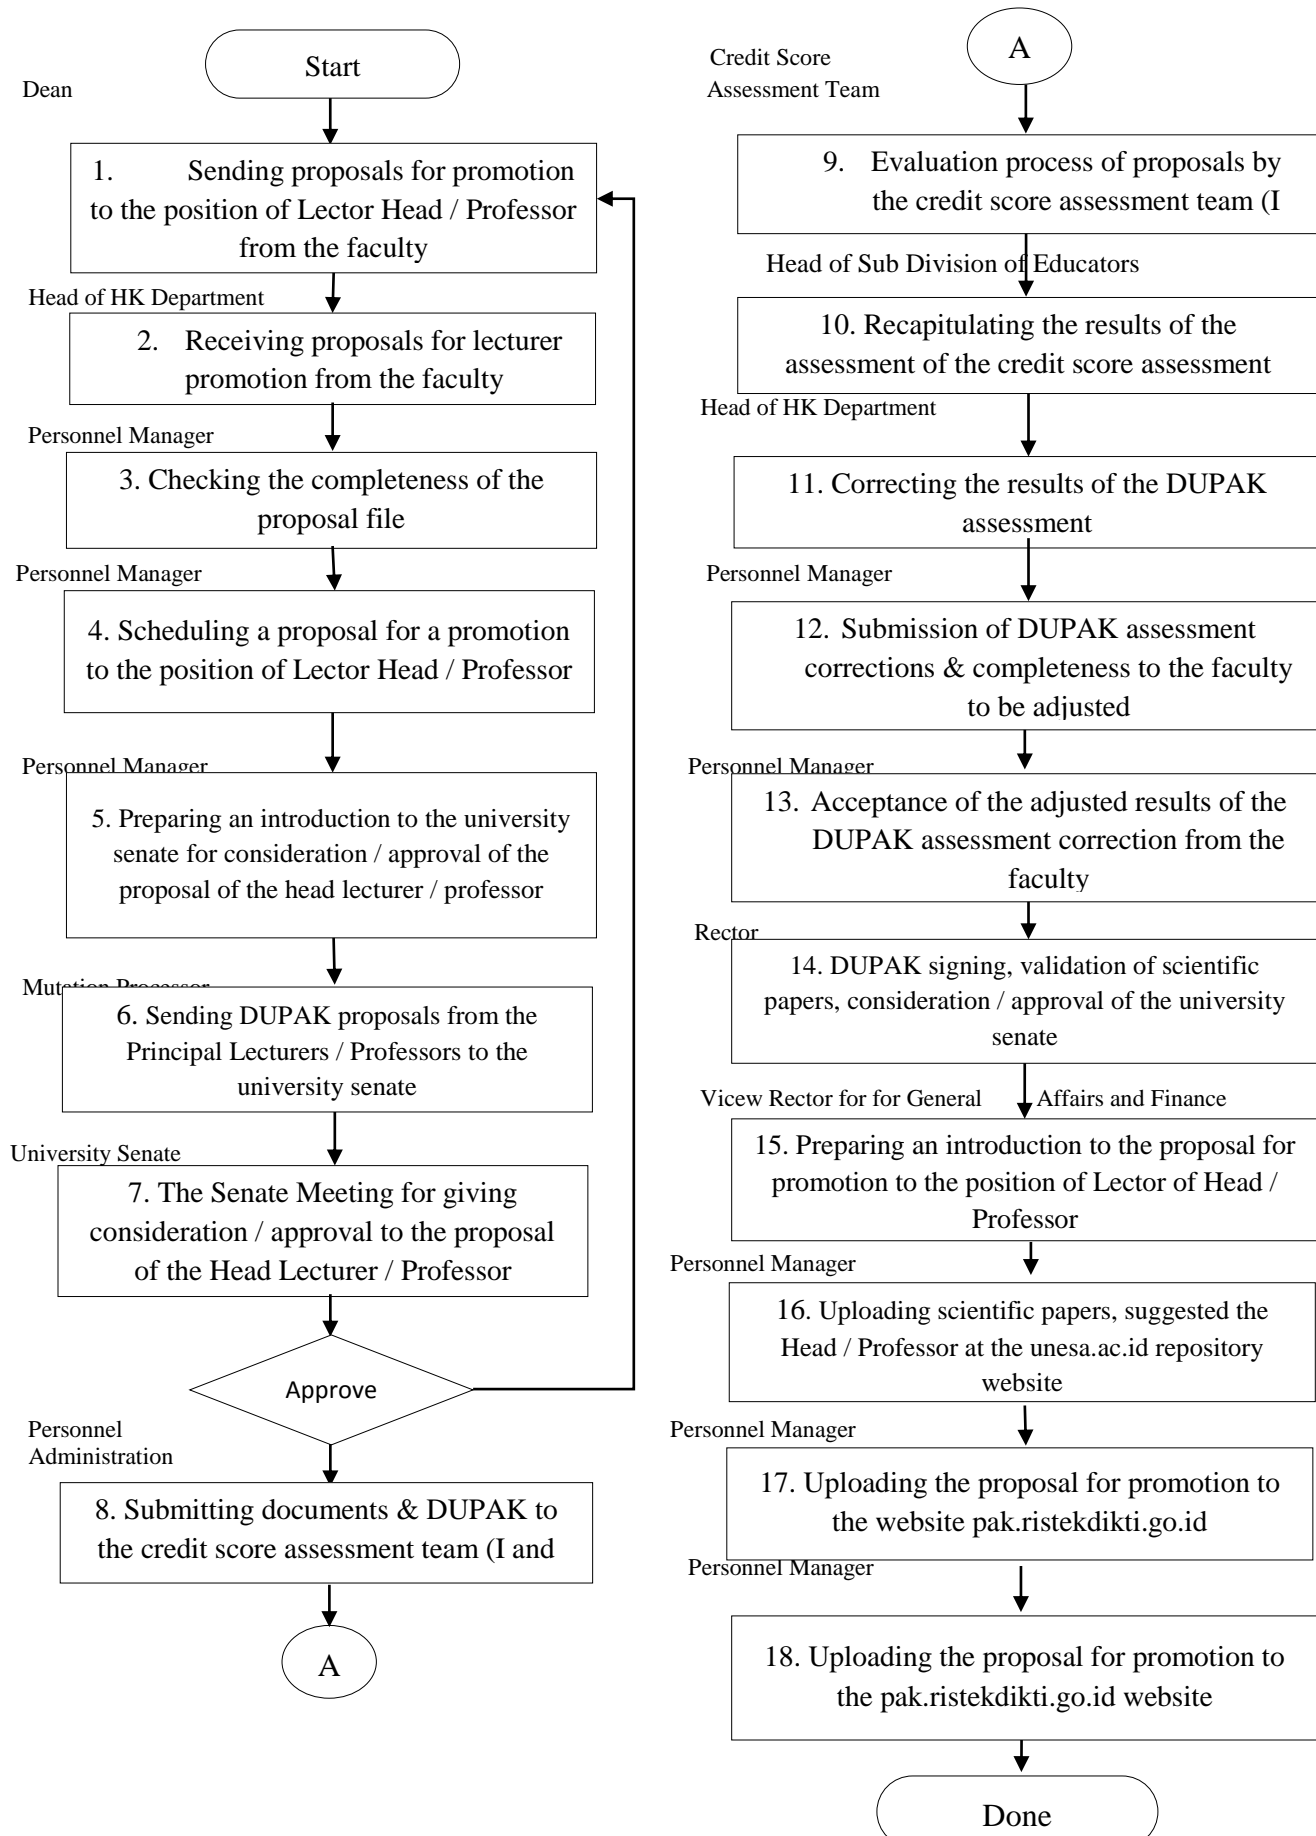 Start
Dean
1. Sending proposals for promotion
to the position of Lector Head / Professor
from the faculty
Head of HK Department
2. Receiving proposals for lecturer
promotion from the faculty
Personnel Manager
3. Checking the completeness of the
proposal file
Personnel Manager
4. Scheduling a proposal for a promotion
to the position of Lector Head / Professor
Personnel Manager
5. Preparing an introduction to the university
senate for consideration / approval of the
proposal of the head lecturer / professor
Mutation Processor
6. Sending DUPAK proposals from the
Principal Lecturers / Professors to the
university senate
University Senate
7. The Senate Meeting for giving
consideration / approval to the proposal
of the Head Lecturer / Professor
Approve
Personnel
Administration
8. Submitting documents & DUPAK to
the credit score assessment team (I and
A
A
Credit Score
Assessment Team
9. Evaluation process of proposals by
the credit score assessment team (I
Head of Sub Division of Educators
10. Recapitulating the results of the
assessment of the credit score assessment
Head of HK Department
11. Correcting the results of the DUPAK
assessment
Personnel Manager
12. Submission of DUPAK assessment
corrections & completeness to the faculty
to be adjusted
Personnel Manager
13. Acceptance of the adjusted results of the
DUPAK assessment correction from the
faculty
Rector
14. DUPAK signing, validation of scientific
papers, consideration / approval of the university
senate
Vicew Rector for for General Affairs and Finance
15. Preparing an introduction to the proposal for
promotion to the position of Lector of Head /
Professor
Personnel Manager
16. Uploading scientific papers, suggested the
Head / Professor at the unesa.ac.id repository
website
Personnel Manager
17. Uploading the proposal for promotion to
the website pak.ristekdikti.go.id
Personnel Manager
18. Uploading the proposal for promotion to
the pak.ristekdikti.go.id website
Done